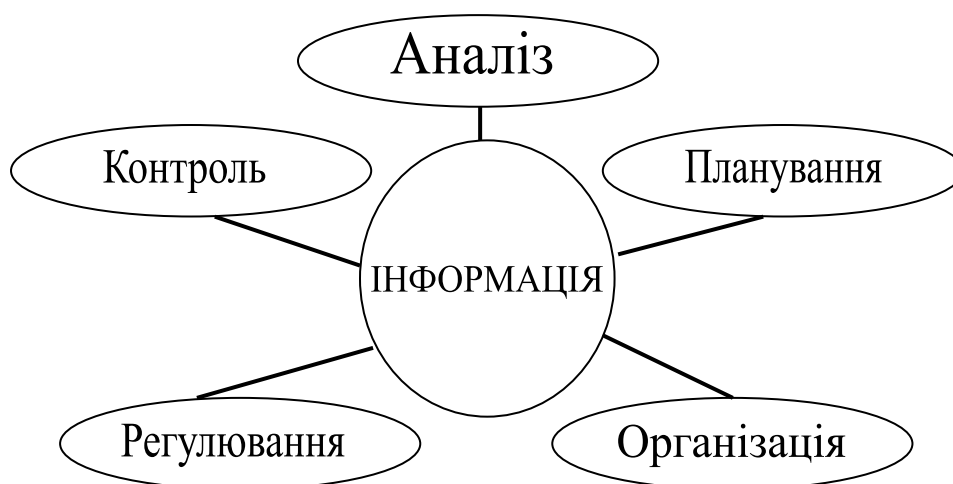 Аналіз
Контроль
Планування
ІНФОРМАЦІЯ
Регулювання
Організація